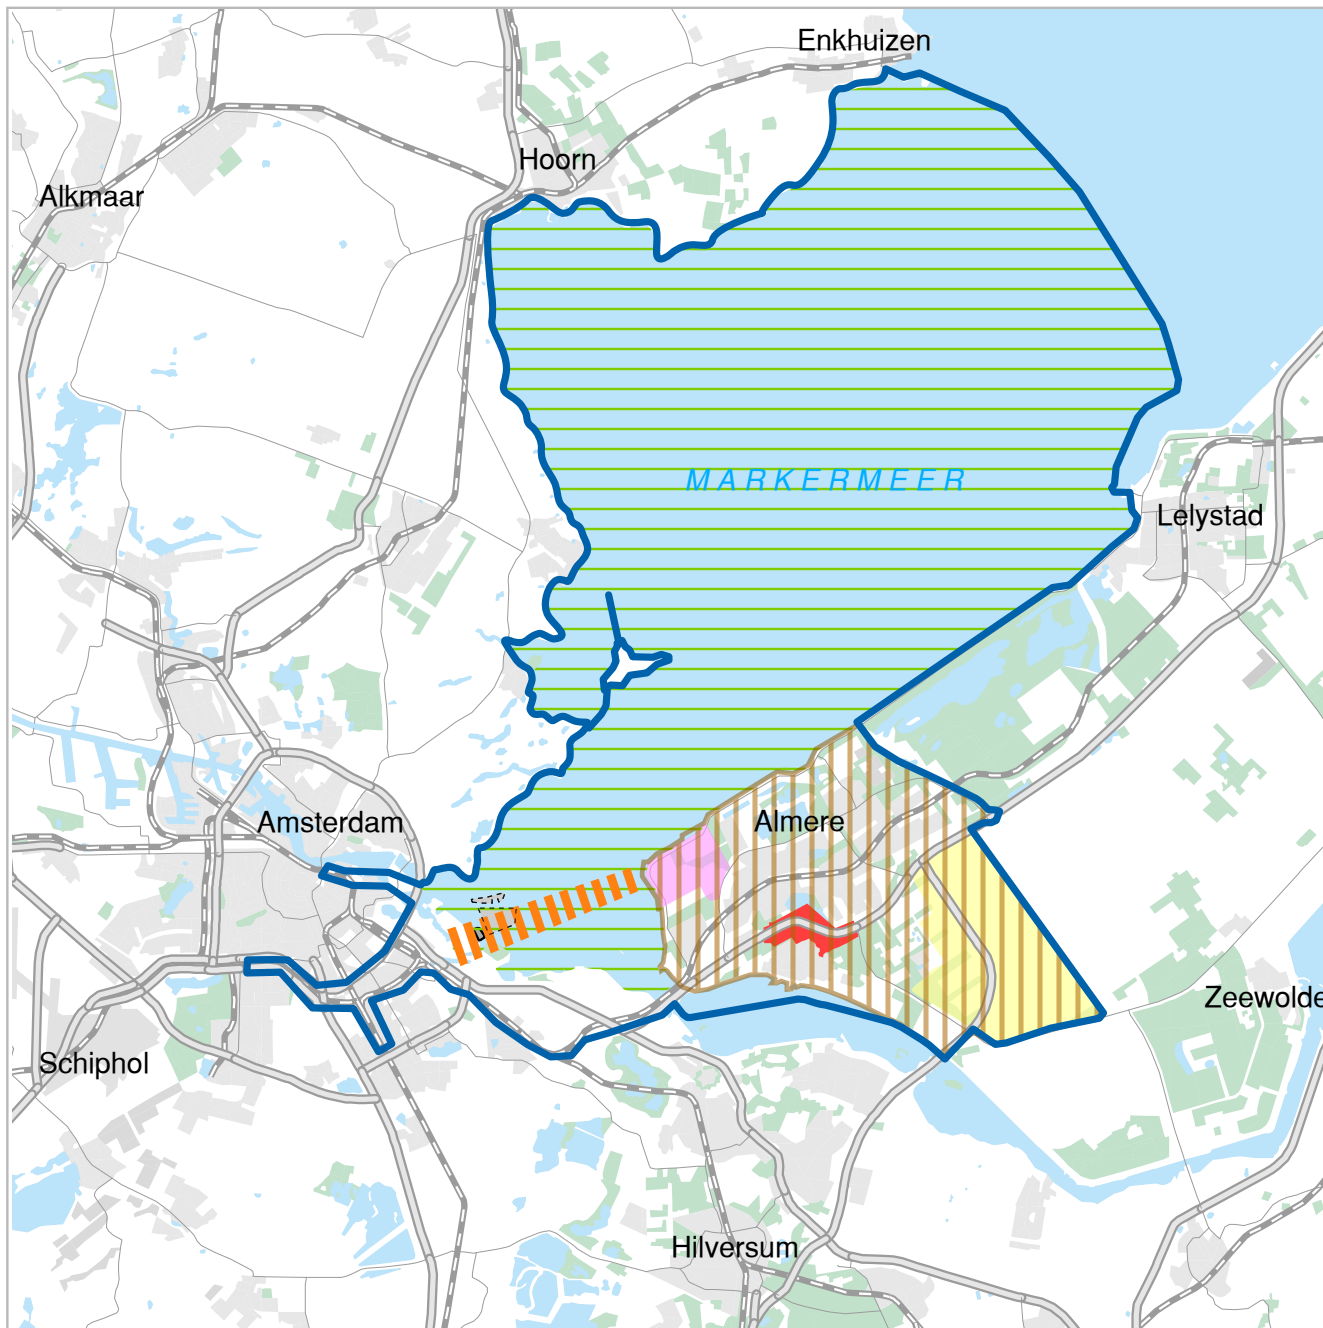 Enkhuizen
Hoorn
Alkmaar
MARKERMEER
Lelystad
Amsterdam
Almere
Zeewolde
Schiphol
Hilversum